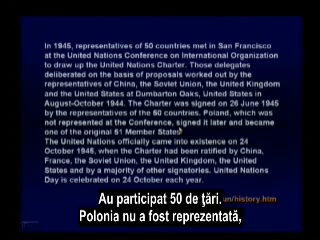 In 1945, representatives of 50 countries met in San Francisco
at the United Nations Conference on International Organization
to draw up the United Nations Charter. Those delegates
deliberated on the basis of proposals worked out by the
representatives of China, the Soviet Union, the United Kingdom
and the United States at Dumbarton Oaks, United States in
August-October 1944. The Charter was signed on 26 June 1945
by the representatives of the 50 countries. Poland, which was
not represented at the Conference, signed it later and became
one of the original 51 Member States.
The United Nations officially came into existence on 24
October 1945, when the Charter had been ratified by China,
France, the Soviet Union, the United Kingdom, the United
States and by a majority of other signatories. United Nations
Day is celebrated on 24 October each year.
un/history.htm
Au participat 50 de ţări.
Polonia nu a fost reprezentată,